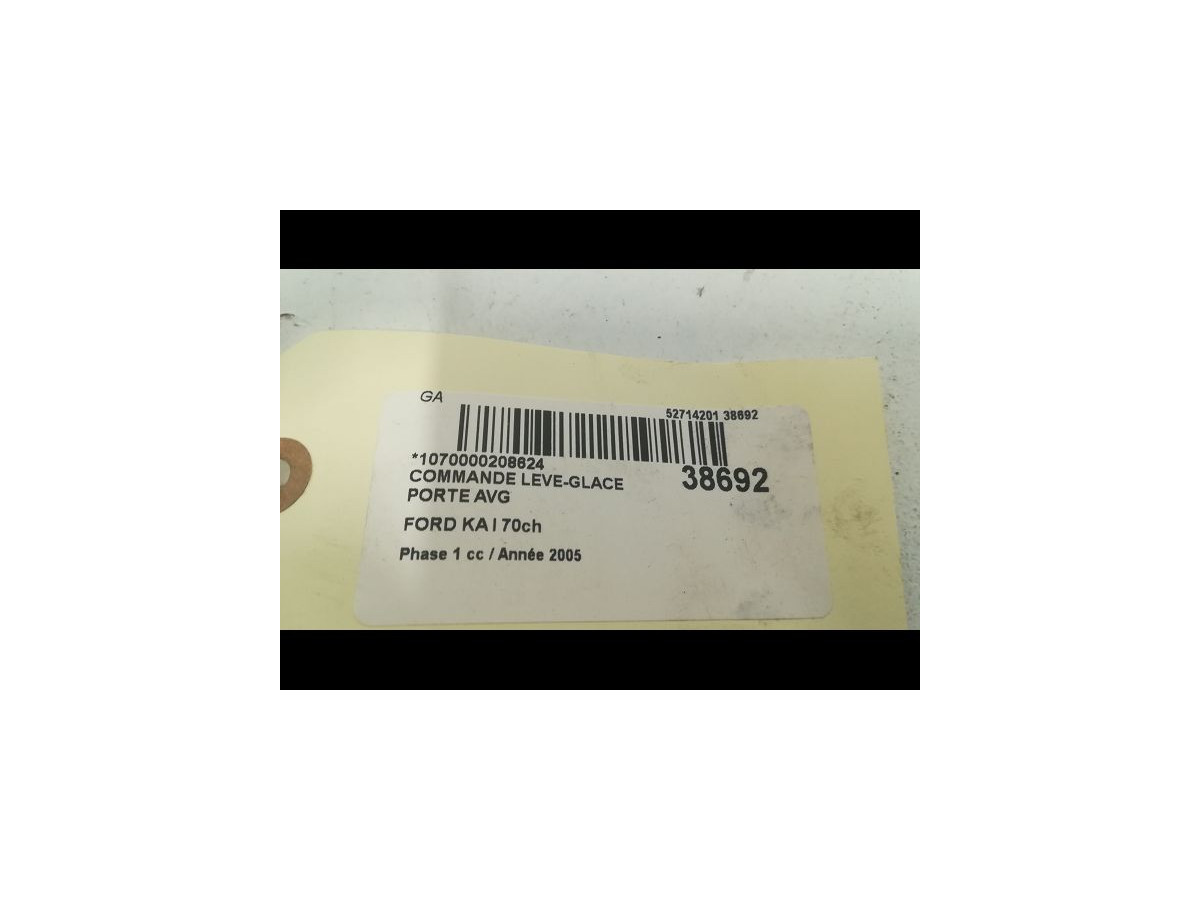 GA
52714201 38692
*1070000208624
38692
COMMANDE LEVE-GLACE
PORTE AVG
FORD KA I 70ch
Phase 1 cc / Année 2005